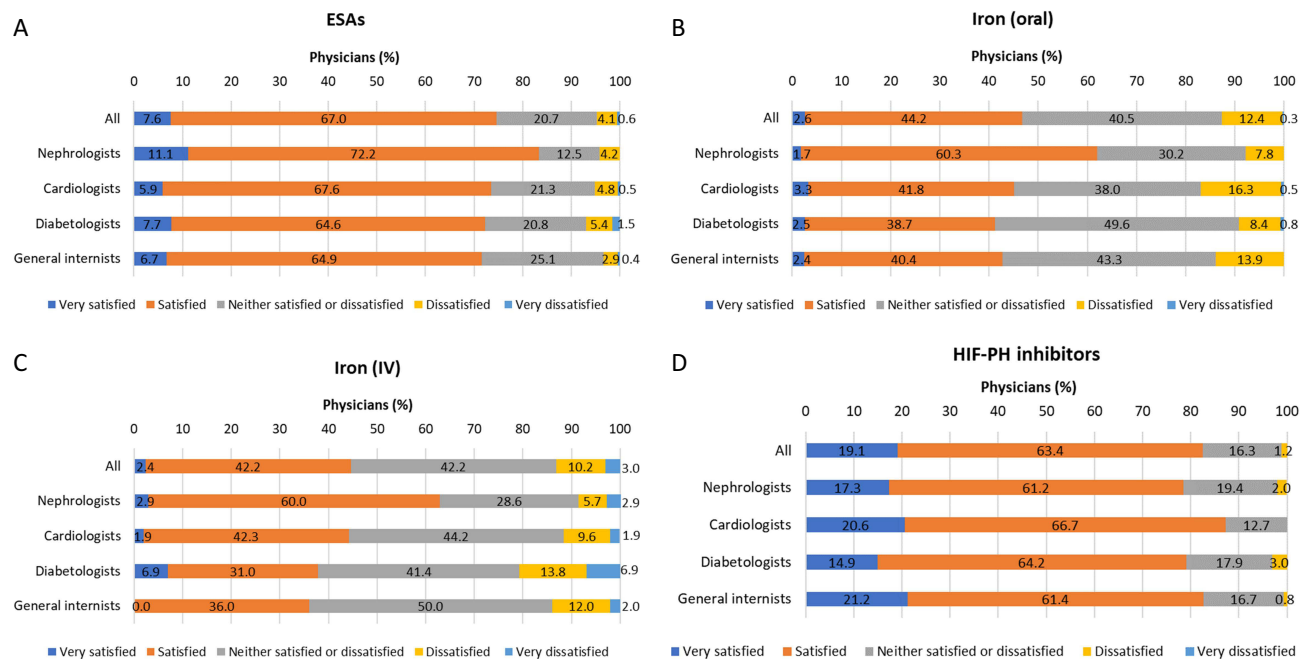 A
ESAs
Physicians (%)
0 10 20 30 40 50 60 70 80 90 100
All 7.6 67.0 20.7 4.1 0.6
Nephrologists 11.1 72.2 12.5 4.2
Cardiologists 5.9 67.6 21.3 4.8 0.5
Diabetologists 7.7 64.6 20.8 5.4 1.5
General internists 6.7 64.9 25.1 2.9 0.4
Very satisfied Satisfied Neither satisfied or dissatisfied Dissatisfied Very dissatisfied
B
Iron (oral)
Physicians (%)
0 10 20 30 40 50 60 70 80 90 100
All 2.6 44.2 40.5 12.4 0.3
Nephrologists 1.7 60.3 30.2 7.8
Cardiologists 3.3 41.8 38.0 16.3 0.5
Diabetologists 2.5 38.7 49.6 8.4 0.8
General internists 2.4 40.4 43.3 13.9
Very satisfied Satisfied Neither satisfied or dissatisfied Dissatisfied Very dissatisfied
C
Iron (IV)
Physicians (%)
0 10 20 30 40 50 60 70 80 90 100
All 2.4 42.2 42.2 10.2 3.0
Nephrologists 2.9 60.0 28.6 5.7 2.9
Cardiologists 1.9 42.3 44.2 9.6 1.9
Diabetologists 6.9 31.0 41.4 13.8 6.9
General internists 0.0 36.0 50.0 12.0 2.0
Very satisfied Satisfied Neither satisfied or dissatisfied Dissatisfied Very dissatisfied
D
HIF-PH inhibitors
Physicians (%)
0 10 20 30 40 50 60 70 80 90 100
All 19.1 63.4 16.3 1.2
Nephrologists 17.3 61.2 19.4 2.0
Cardiologists 20.6 66.7 12.7
Diabetologists 14.9 64.2 17.9 3.0
General internists 21.2 61.4 16.7 0.8
Very satisfied Satisfied Neither satisfied or dissatisfied Dissatisfied Very dissatisfied